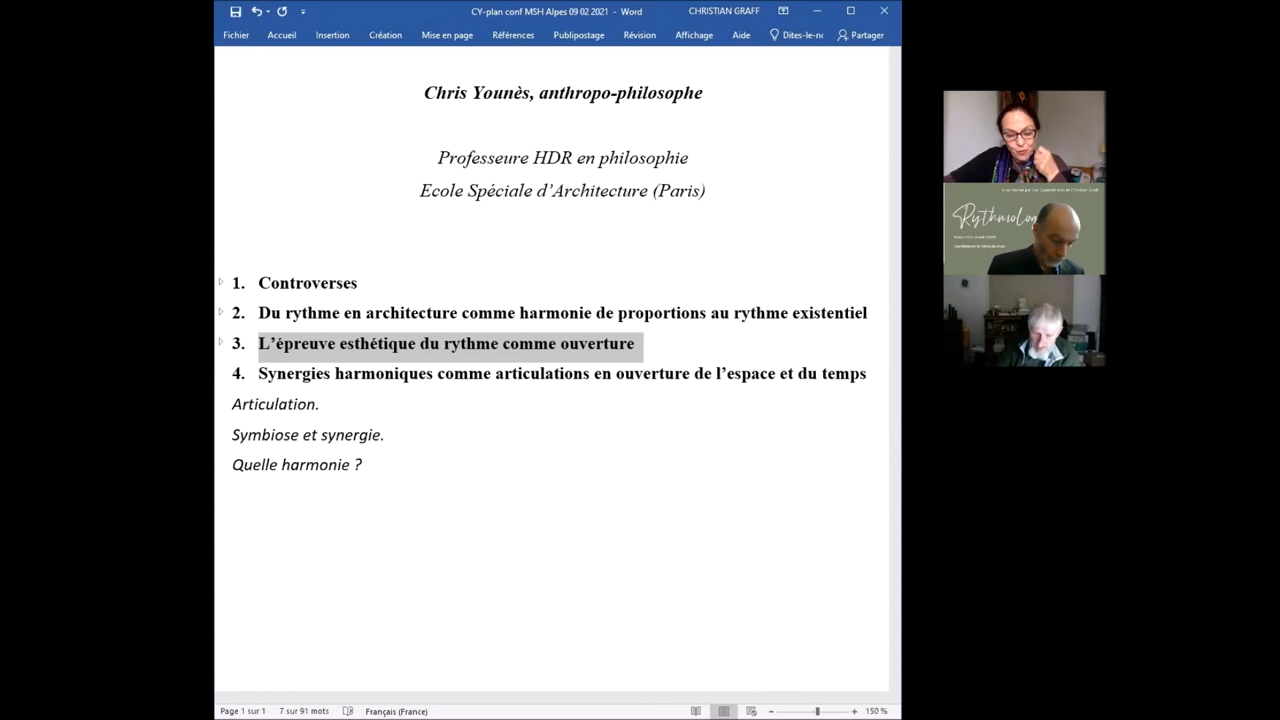 CY-plan conf MSH Alpes 09 02 2021 - Word
CHRISTIAN GRAFF
Fichier Accueil Insertion Création Mise en page Références Publipostage Révision Affichage Aide Dites-le-n Partager
Chris Younès, anthropo-philosophe
Professeure HDR en philosophie
Ecole Spéciale d’Architecture (Paris)
1. Controverses
2. Du rythme en architecture comme harmonie de proportions au rythme existentiel
3. L’épreuve esthétique du rythme comme ouverture
4. Synergies harmoniques comme articulations en ouverture de l’espace et du temps
Articulation.
Symbiose et synergie.
Quelle harmonie ?
Page 1 sur 1 7 sur 91 mots Français (France) 150 %
Rythmolo